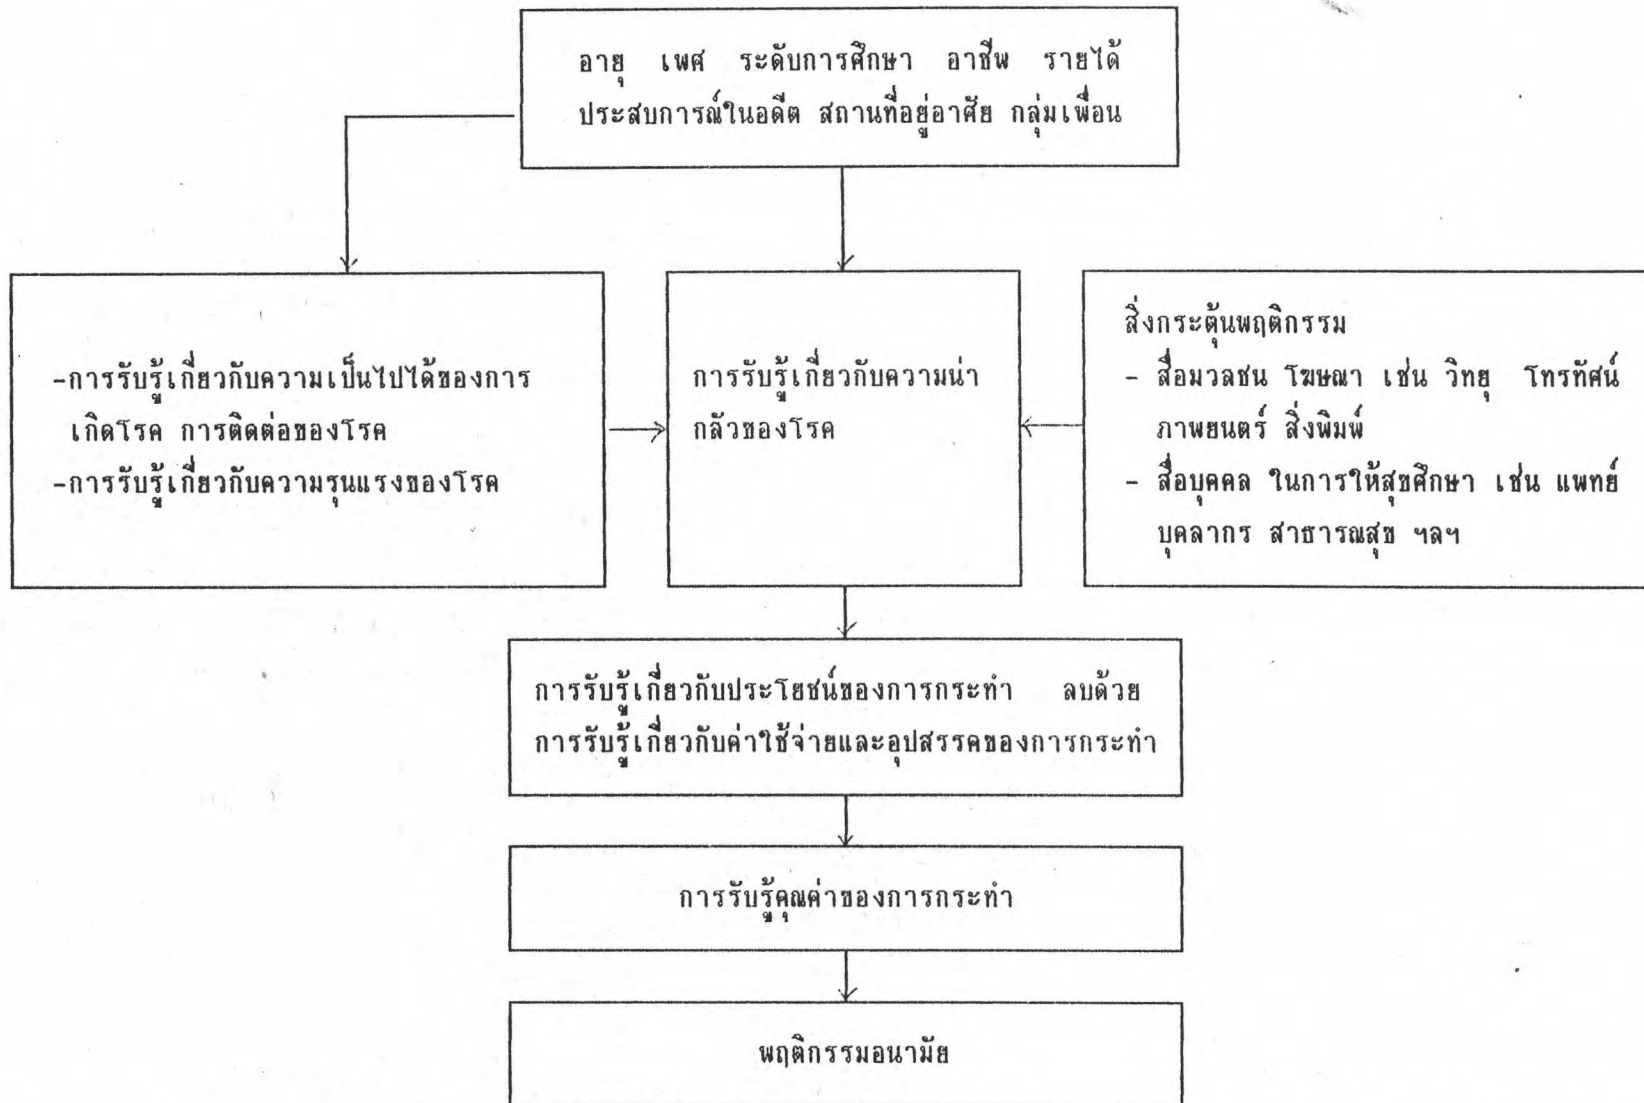 อายุ เพศ ระดับการศึกษา อาชีพ รายได้
ประสบการณ์ในอดีต สถานที่อยู่อาศัย กลุ่มเพื่อน
-การรับรู้เกี่ยวกับความเป็นไปได้ของการ
เกิดโรค การติดต่อของโรค
-การรับรู้เกี่ยวกับความรุนแรงของโรค
การรับรู้เกี่ยวกับความน่า
กลัวของโรค
สิ่งกระตุ้นพฤติกรรม
- สื่อมวลชน โฆษณา เช่น วิทยุ โทรทัศน์
ภาพยนตร์ สิ่งพิมพ์
- สื่อบุคคล ในการให้สุขศึกษา เช่น แพทย์
บุคลากร สาธารณสุข ฯลฯ
การรับรู้เกี่ยวกับประโยชน์ของการกระทำ ลบด้วย
การรับรู้เกี่ยวกับค่าใช้จ่ายและอุปสรรคของการกระทำ
การรับรู้คุณค่าของการกระทำ
พฤติกรรมอนามัย